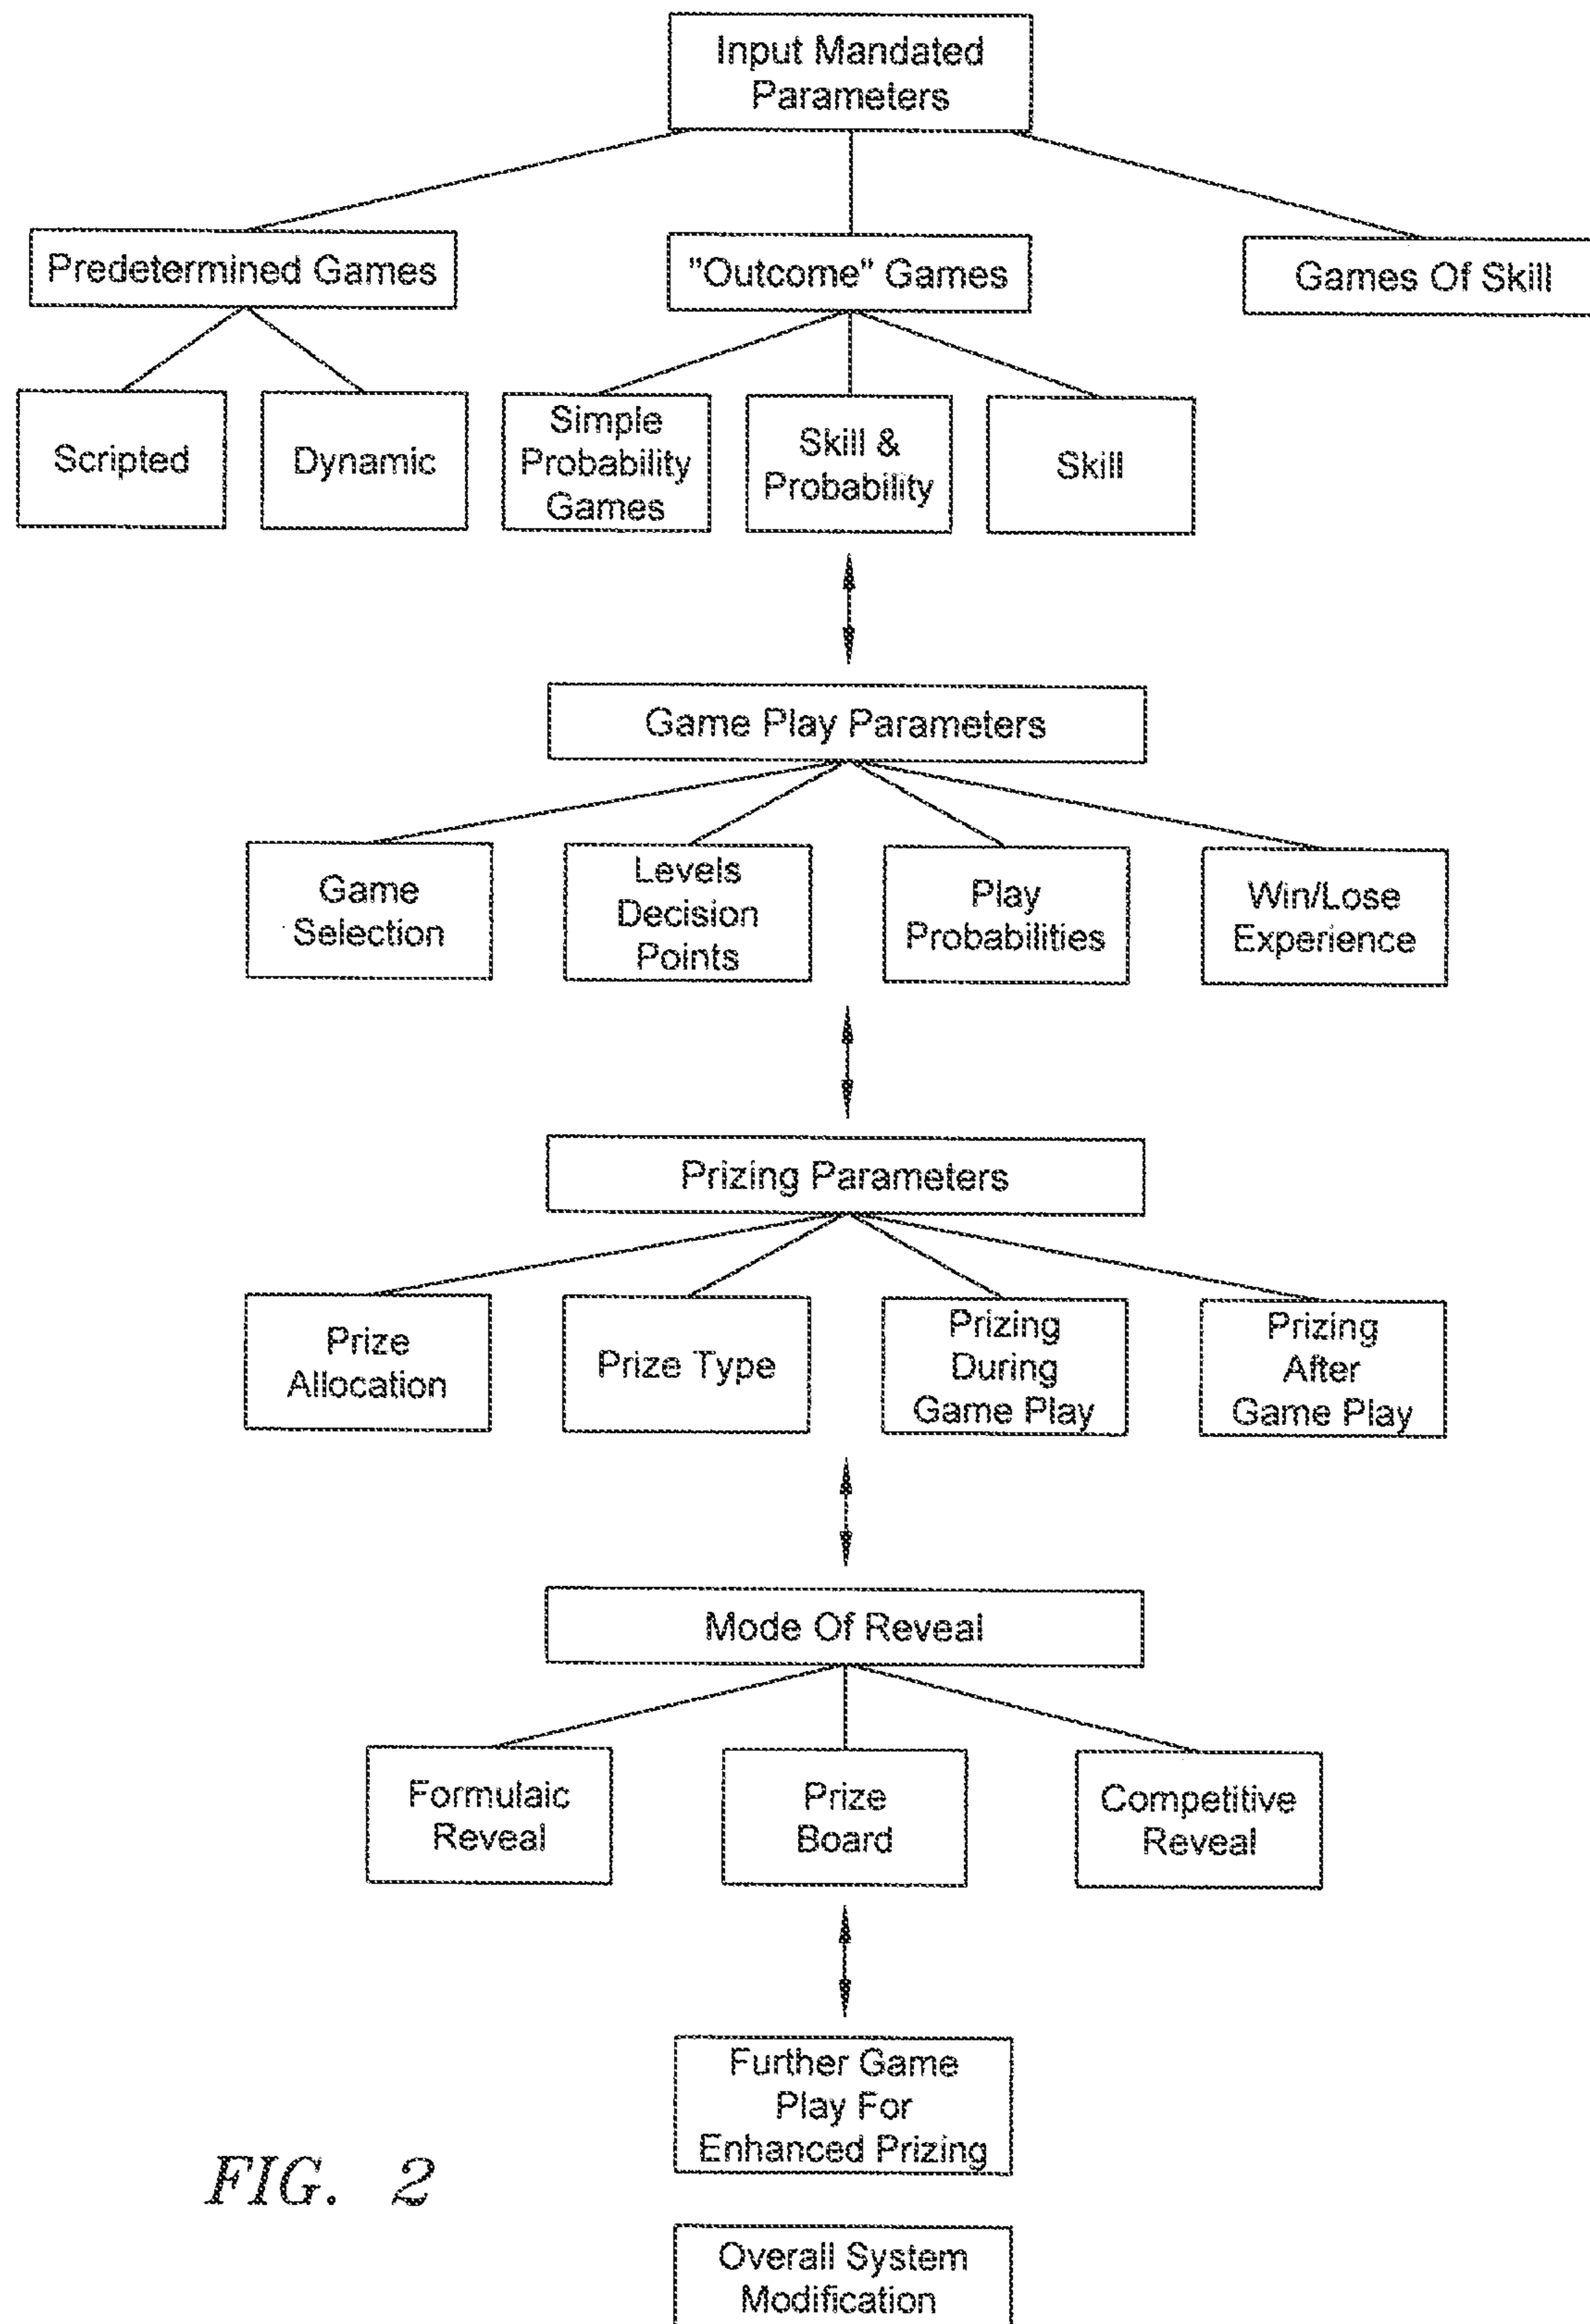 Input Mandated
Parameters
Predetermined Games
"Outcome" Games
Games Of Skill
Scripted
Dynamic
Simple
Probability
Games
Skill &
Probability
Skill
Game Play Parameters
Game
Selection
Levels
Decision
Points
Play
Probabilities
Win/Lose
Experience
Prizing Parameters
Prize
Allocation
Prize Type
Prizing
During
Game Play
Prizing
After
Game Play
Mode Of Reveal
Formulaic
Reveal
Prize
Board
Competitive
Reveal
Further Game
Play For
Enhanced Prizing
FIG. 2
Overall System
Modification